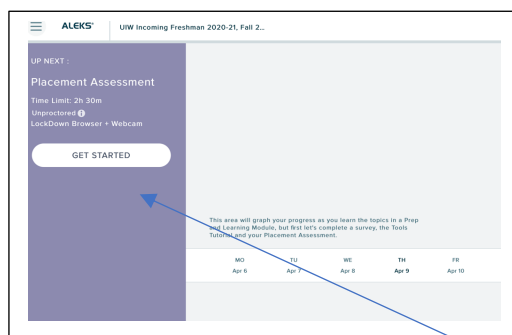 ALEKS® UIW Incoming Freshman 2020-21, Fall 2...
UP NEXT :
Placement Assessment
Time Limit: 2h 30m
Unproctored
LockDown Browser + Webcam
GET STARTED
This area will graph your progress as you learn the topics in a Prep
and Learning Module, but first let's complete a survey, the Tools
Tutorial and your Placement Assessment.
MO TU WE TH FR
Apr 6 Apr 7 Apr 8 Apr 9 Apr 10